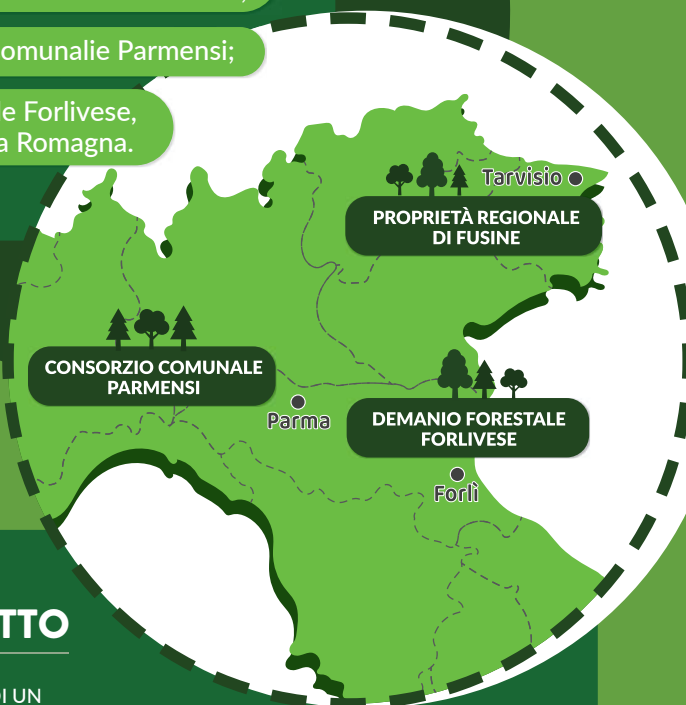 omunalie Parmensi;
le Forlivese,
a Romagna.
Tarvisio
PROPRIETÀ REGIONALE
DI FUSINE
CONSORZIO COMUNALE
PARMENSI
Parma
DEMANIO FORESTALE
FORLIVESE
Forlì
TTO
DI UN